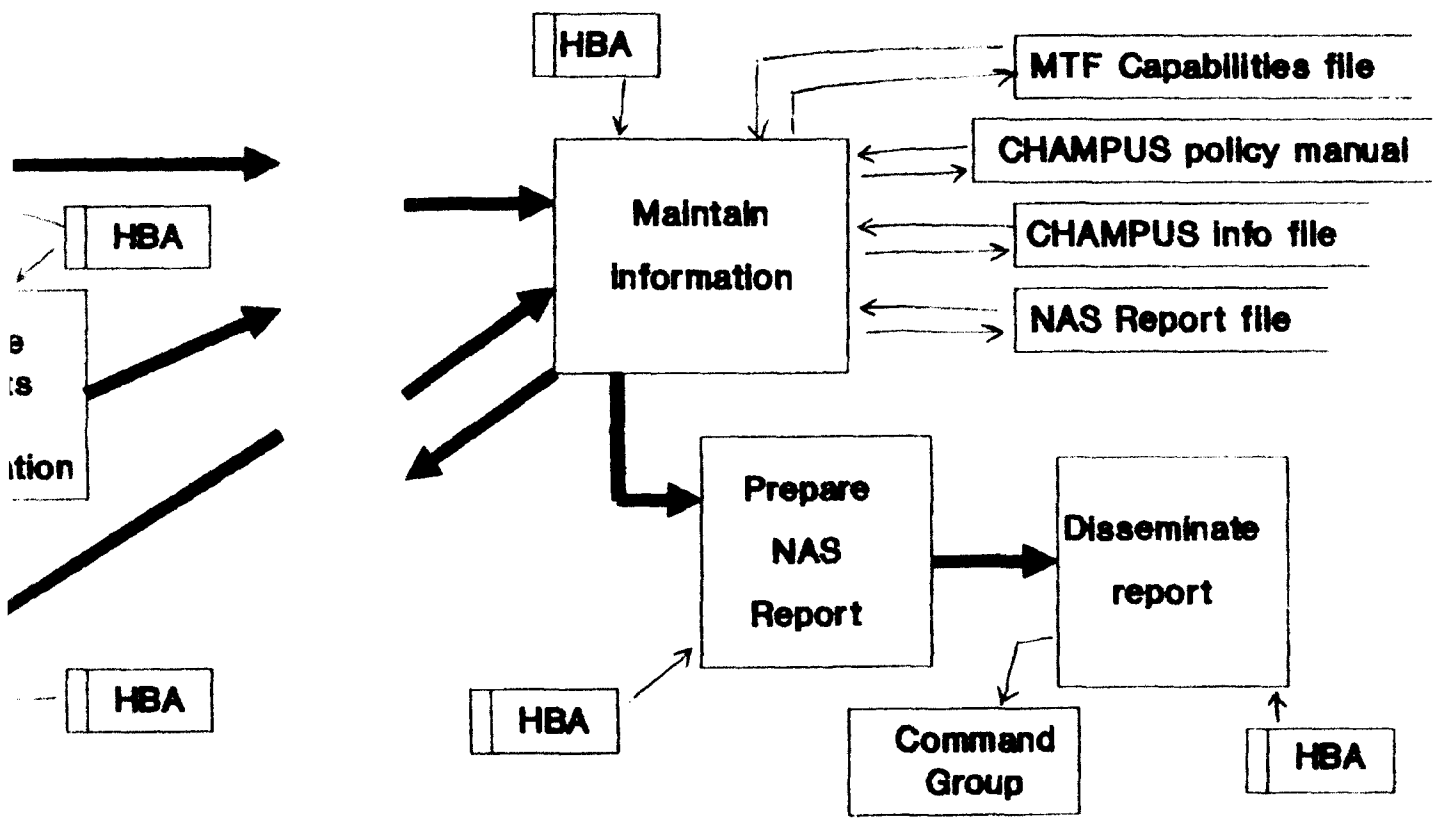 HBA
MTF Capabilities file
CHAMPUS policy manual
HBA
Maintain
information
CHAMPUS info file
NAS Report file
ation
Prepare
NAS
Report
Disseminate
report
HBA
HBA
Command
Group
HBA